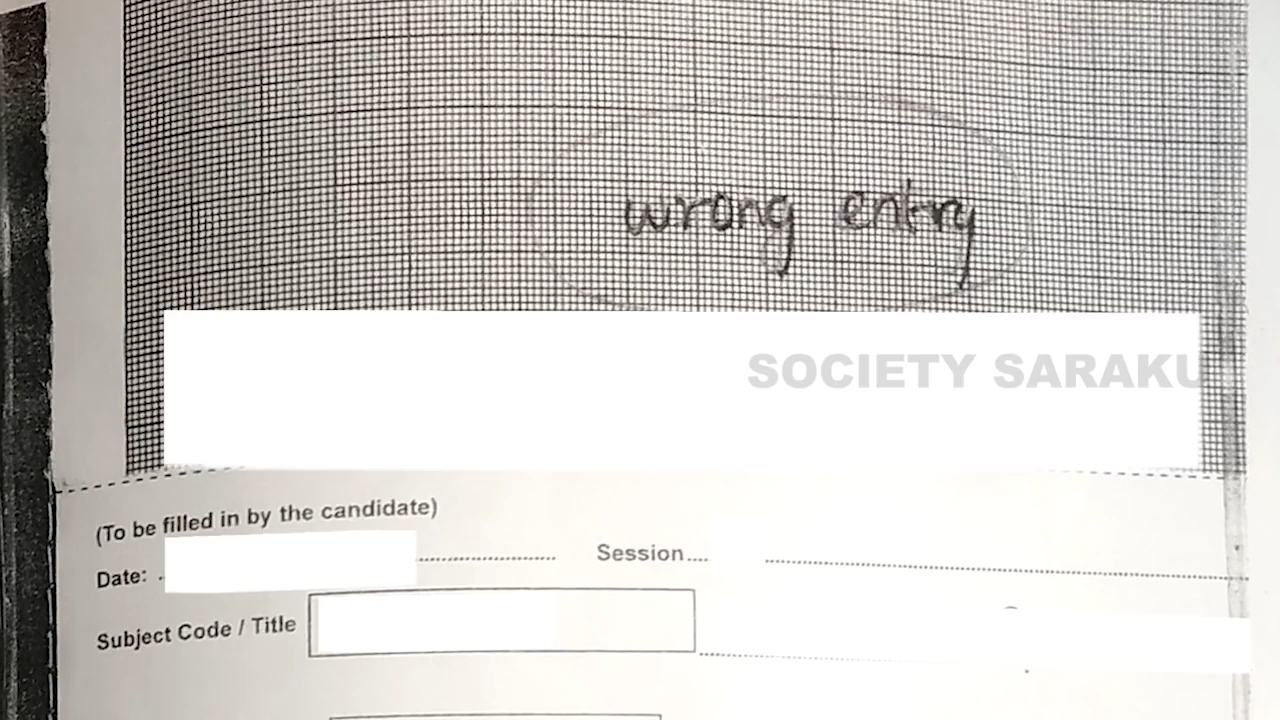 wrong entry
SOCIETY SARAKU
(To be filled in by the candidate)
Date:
Session
Subject Code / Title